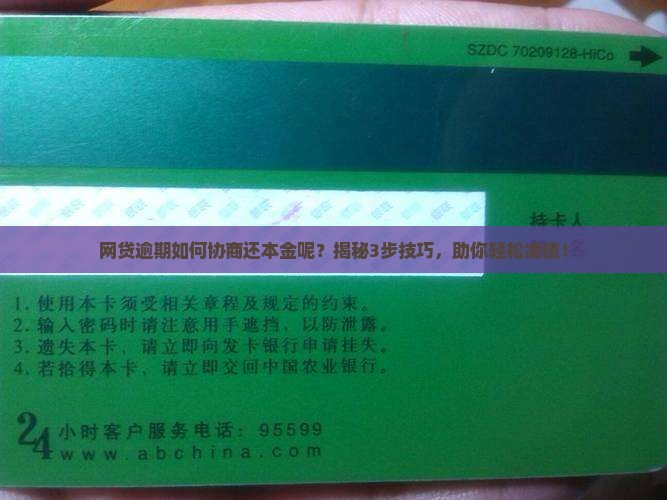 SZDC 70209128-HiCo
持卡人
网贷逾期如何协商还本金呢？揭秘3步技巧，助你轻松
名
1. 使用本卡须受相关章程及规定的约束。
2. 输入密码时请注意用手遮挡，以防泄露。
3. 遗失本卡，请立即向发卡银行申请挂失。
4. 若拾得本卡，请立即交回中国农业银行。
24小时客户服务电话：95599
www.abchina.com